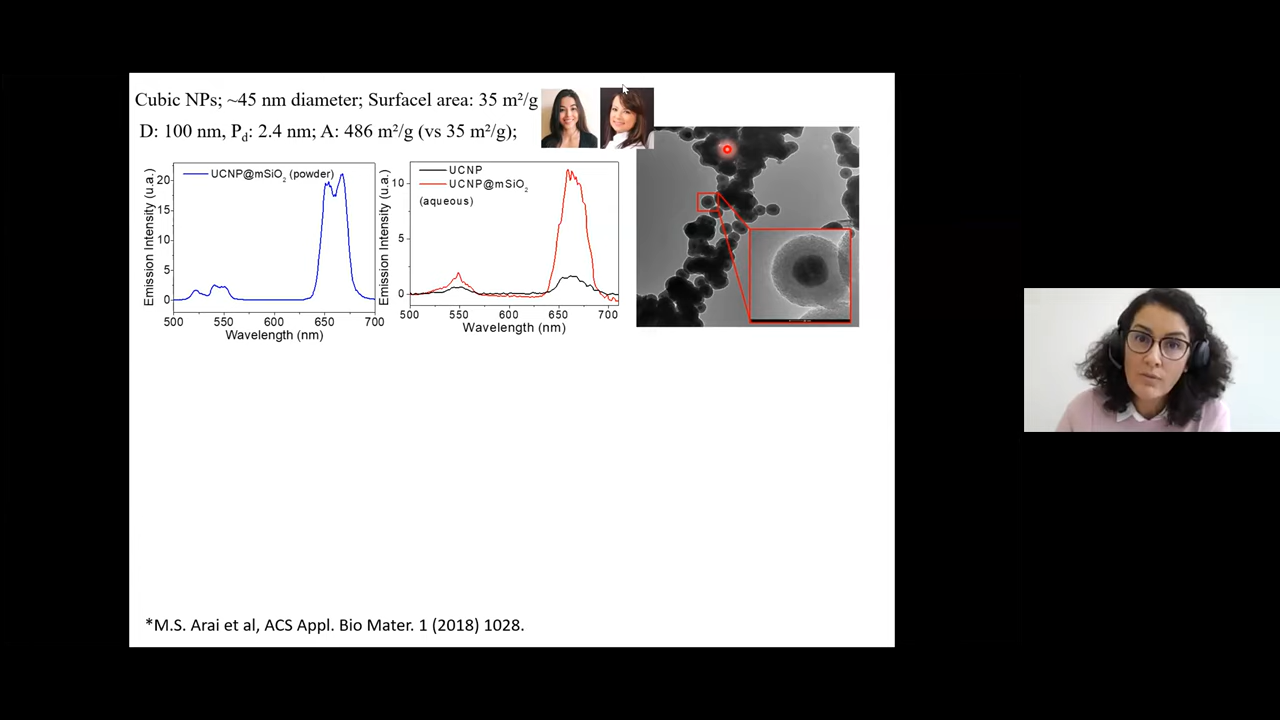 Cubic NPs; ~45 nm diameter; Surfacel area: 35 m²/g
D: 100 nm, Pd: 2.4 nm; A: 486 m²/g (vs 35 m²/g);
UCNP@mSiO2 (powder)
Emission Intensity (u.a.)
20
15
10
5
0
500 550 600 650 700
Wavelength (nm)
UCNP
UCNP@mSiO2
(aqueous)
Emission Intensity (u.a.)
10
5
0
500 550 600 650 700
Wavelength (nm)
*M.S. Arai et al, ACS Appl. Bio Mater. 1 (2018) 1028.